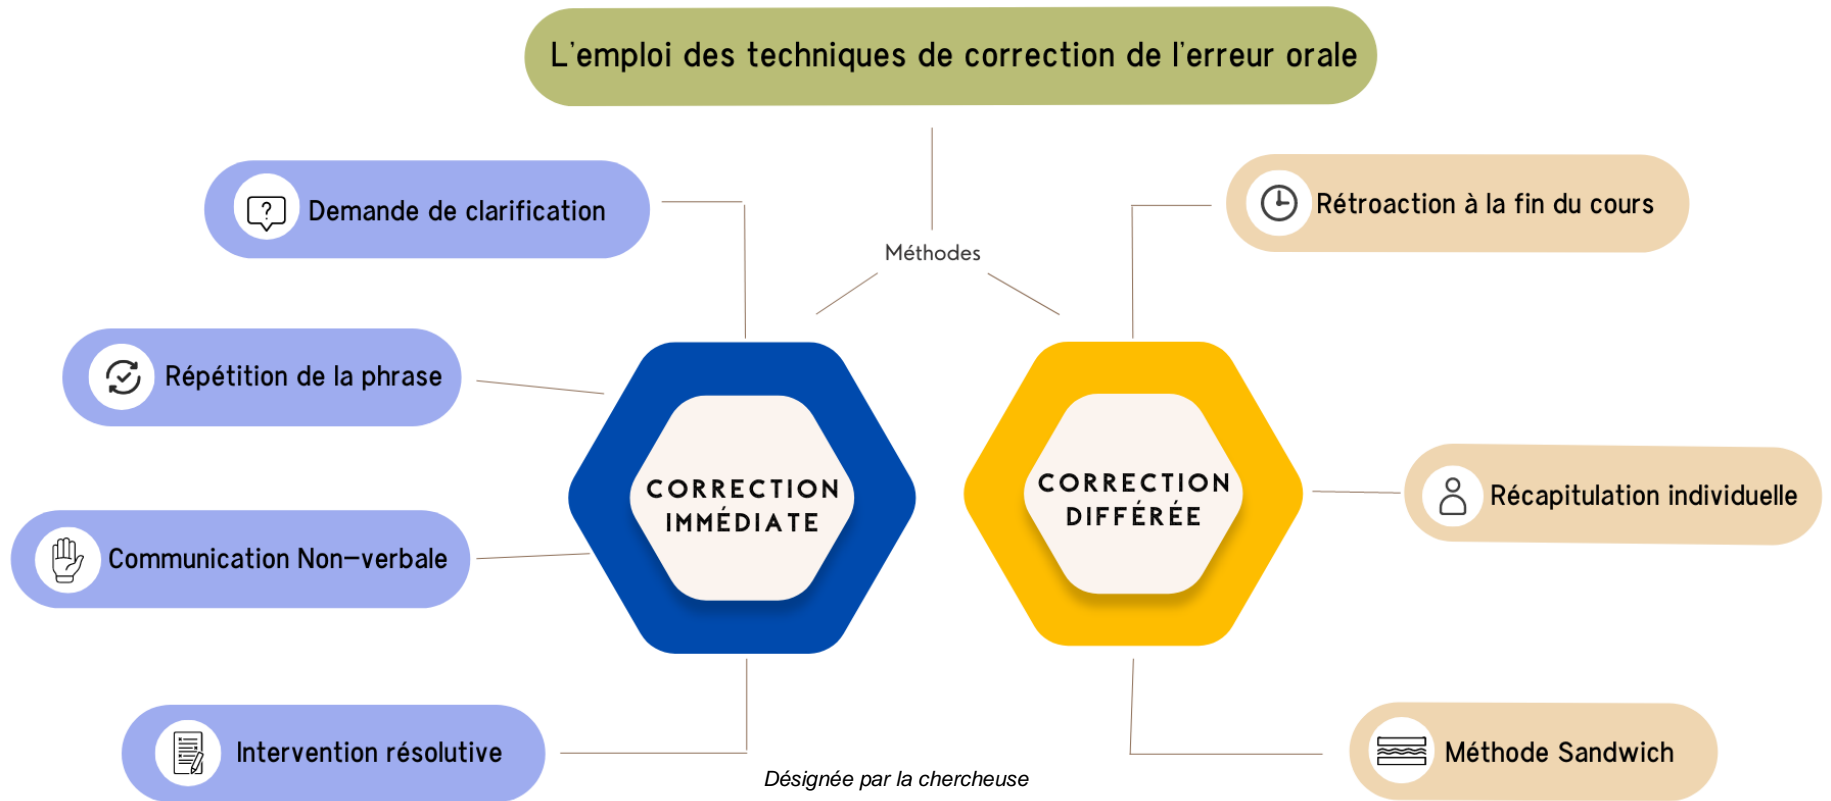 L'emploi des techniques de correction de l'erreur orale
Méthodes
Demande de clarification
Répétition de la phrase
Communication Non-verbale
Intervention résolutive
CORRECTION
IMMÉDIATE
CORRECTION
DIFFÉRÉE
Rétroaction à la fin du cours
Récapitulation individuelle
Méthode Sandwich
?
Désignée par la chercheuse